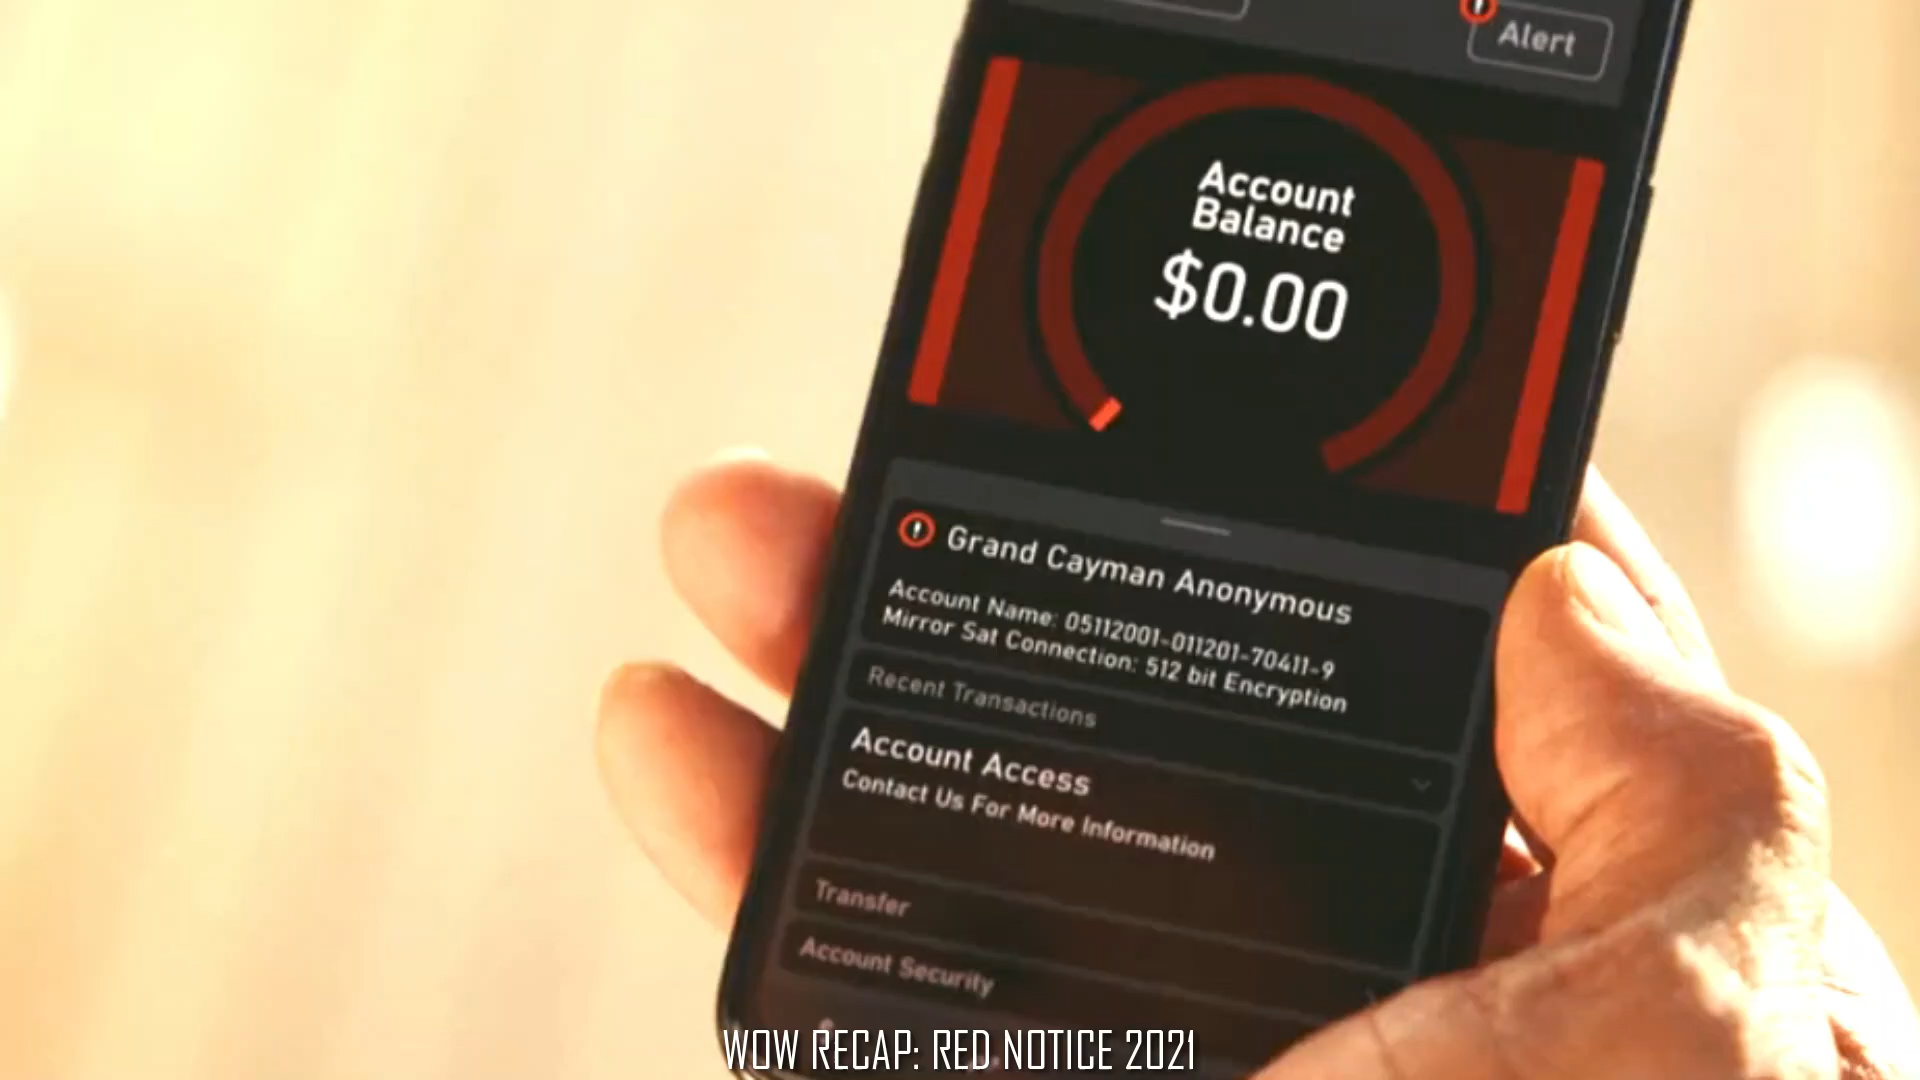 Alert
Account
Balance
$0.00
Grand Cayman Anonymous
Account Name: 05112001-011201-70411-9
Mirror Sat Connection: 512 bit Encryption
Recent Transactions
Account Access
Contact Us For More Information
Transfer
Account Security
WOW RECAP: RED NOTICE 2021